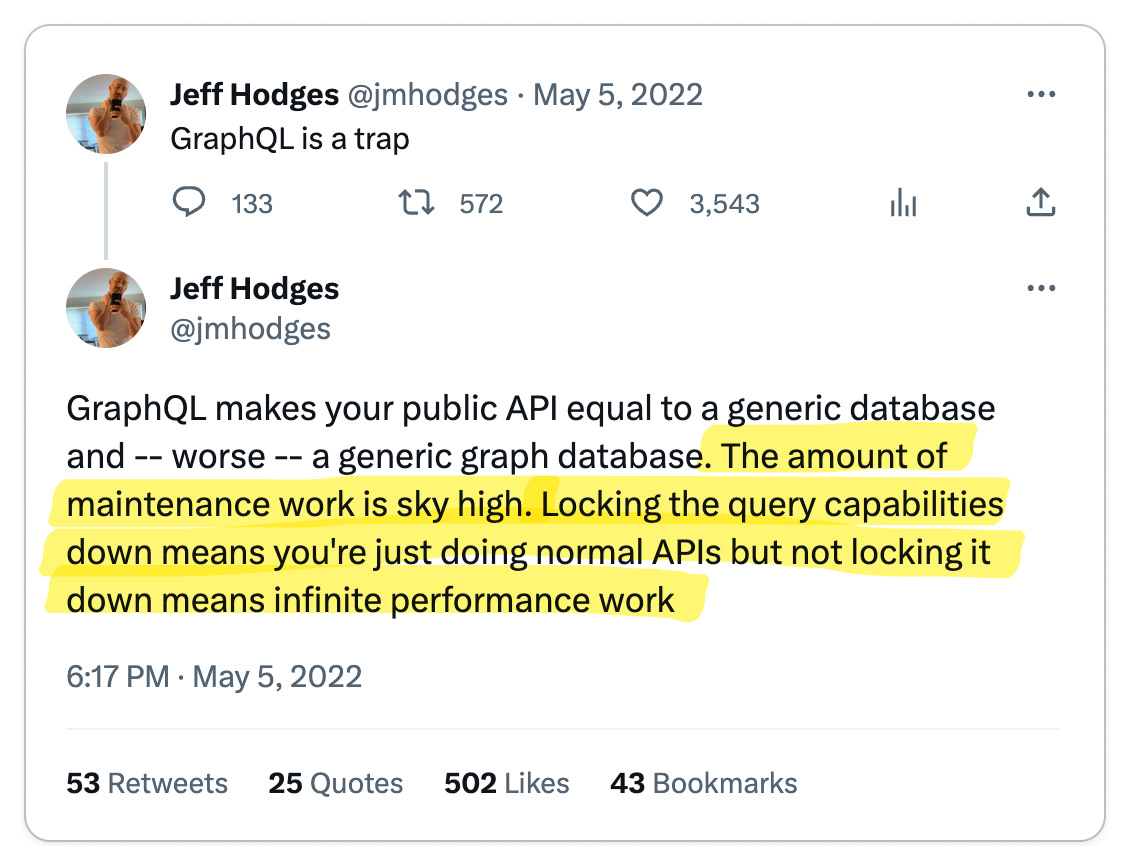 Jeff Hodges @jmhodges · May 5, 2022
GraphQL is a trap
133 572 3,543
Jeff Hodges
@jmhodges
GraphQL makes your public API equal to a generic database
and -- worse -- a generic graph database. The amount of
maintenance work is sky high. Locking the query capabilities
down means you're just doing normal APIs but not locking it
down means infinite performance work
6:17 PM · May 5, 2022
53 Retweets 25 Quotes 502 Likes 43 Bookmarks